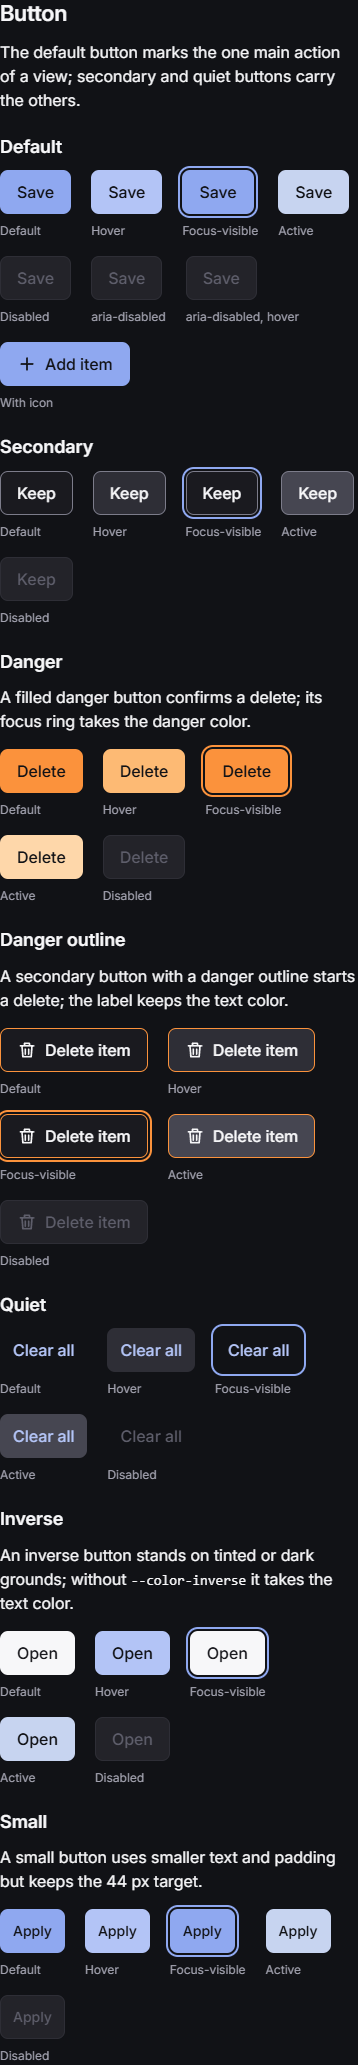 Button
The default button marks the one main action
of a view; secondary and quiet buttons carry
the others.
Default
Save Save Save Save
Default Hover Focus-visible Active
Save Save Save
Disabled aria-disabled aria-disabled, hover
Add item
With icon
Secondary
Keep Keep Keep Keep
Default Hover Focus-visible Active
Keep
Disabled
Danger
A filled danger button confirms a delete; its
focus ring takes the danger color.
Delete Delete Delete
Default Hover Focus-visible
Delete Delete
Active Disabled
Danger outline
A secondary button with a danger outline starts
a delete; the label keeps the text color.
Delete item Delete item
Default Hover
Delete item Delete item
Focus-visible Active
Delete item
Disabled
Quiet
Clear all Clear all Clear all
Default Hover Focus-visible
Clear all Clear all
Active Disabled
Inverse
An inverse button stands on tinted or dark
grounds; without --color-inverse it takes the
text color.
Open Open Open
Default Hover Focus-visible
Open Open
Active Disabled
Small
A small button uses smaller text and padding
but keeps the 44 px target.
Apply Apply Apply Apply
Default Hover Focus-visible Active
Apply
Disabled